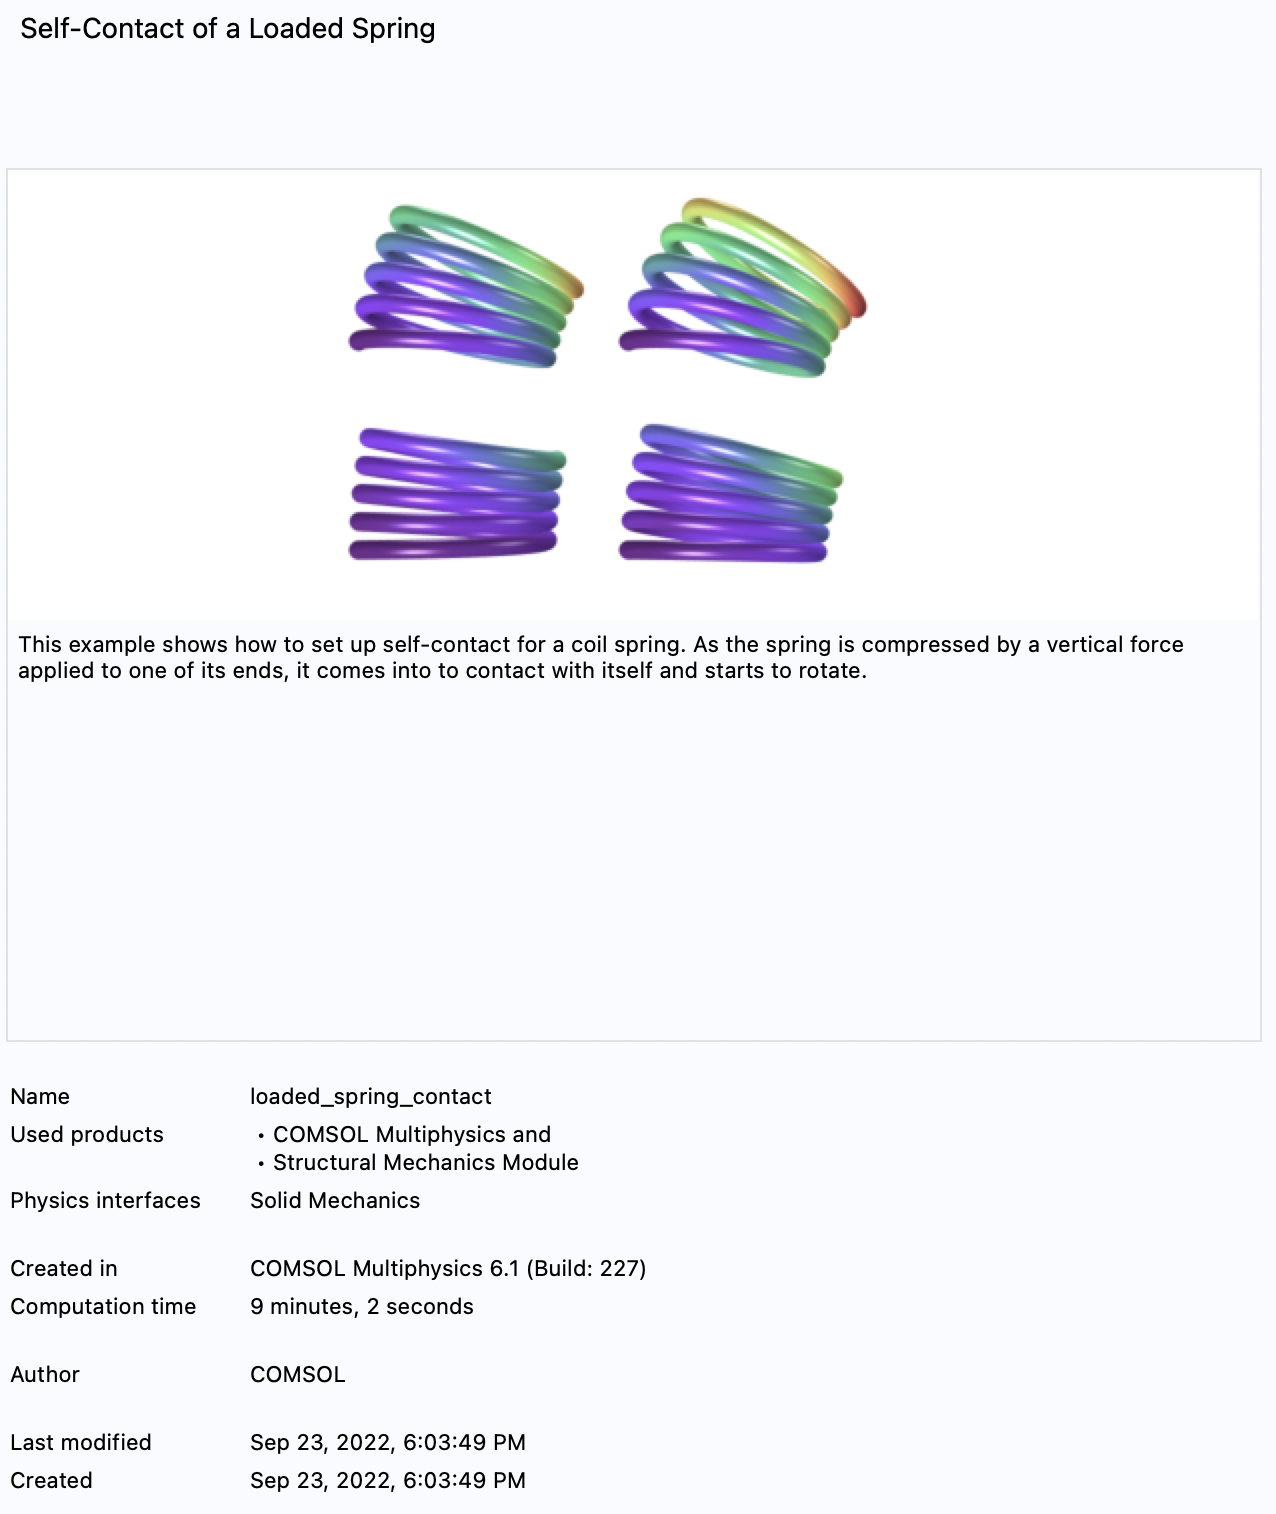 Self-Contact of a Loaded Spring
This example shows how to set up self-contact for a coil spring. As the spring is compressed by a vertical force
applied to one of its ends, it comes into to contact with itself and starts to rotate.
Name loaded_spring_contact
Used products • COMSOL Multiphysics and
• Structural Mechanics Module
Physics interfaces Solid Mechanics
Created in COMSOL Multiphysics 6.1 (Build: 227)
Computation time 9 minutes, 2 seconds
Author COMSOL
Last modified Sep 23, 2022, 6:03:49 PM
Created Sep 23, 2022, 6:03:49 PM